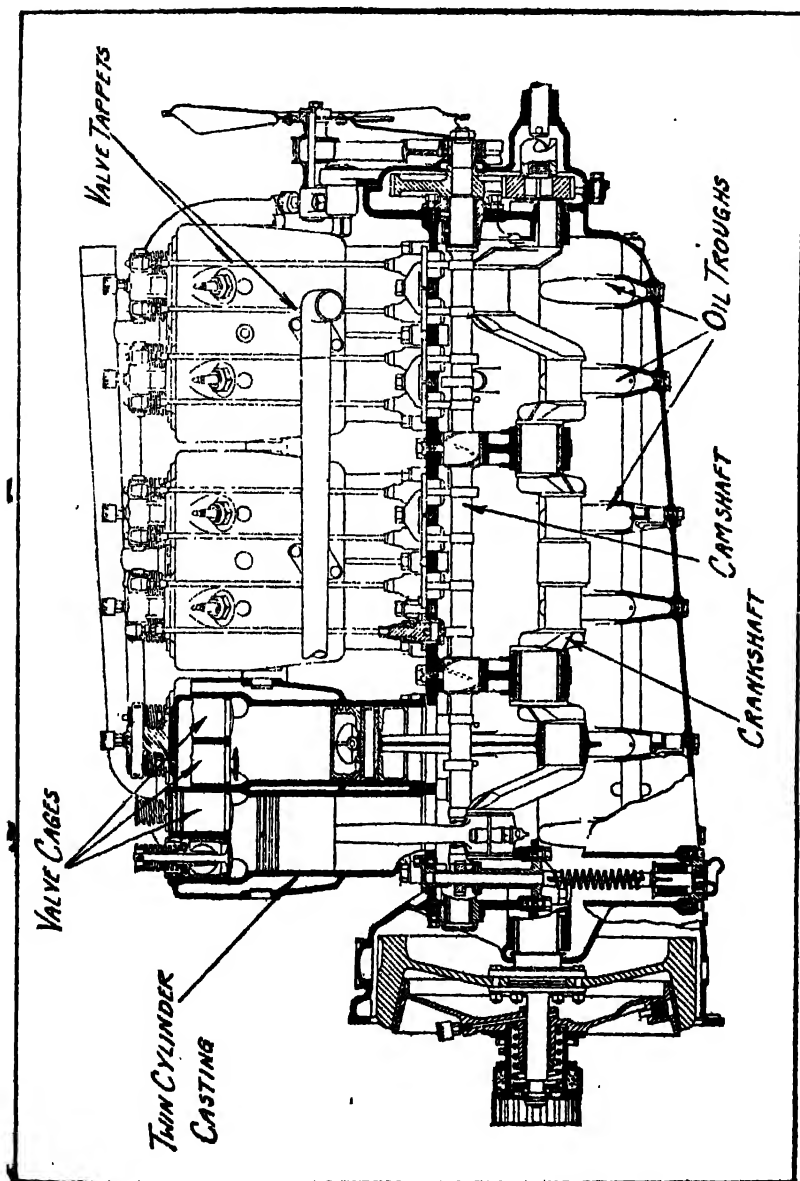 VALVE TAPPETS
VALVE CAGES
TWIN CYLINDER
CASTING
OIL TROUGHS
CAMSHAFT
CRANKSHAFT